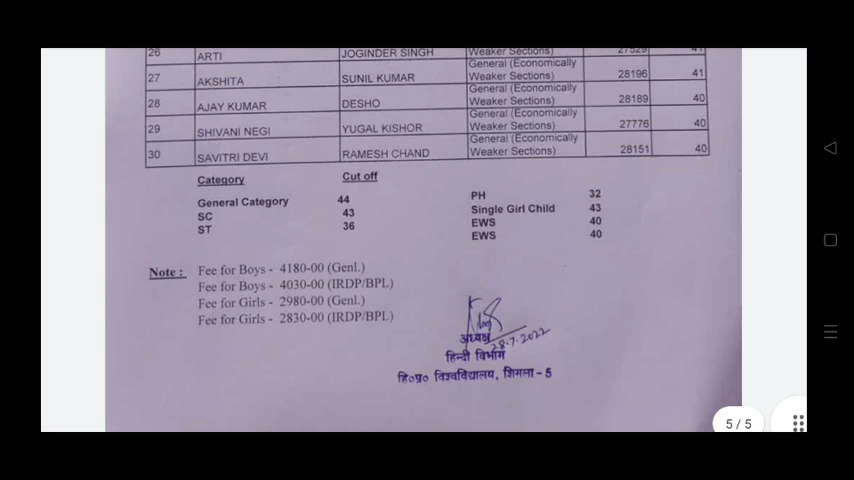 26 ARTI JOGINDER SINGH Weaker Sections) 27529 41
General (Economically
27 AKSHITA SUNIL KUMAR Weaker Sections) 28196 41
General (Economically
28 AJAY KUMAR DESHO Weaker Sections) 28189 40
General (Economically
29 SHIVANI NEGI YUGAL KISHOR Weaker Sections) 27776 40
General (Economically
30 SAVITRI DEVI RAMESH CHAND Weaker Sections) 28151 40
Category Cut off
General Category 44
SC 43
ST 36
PH 32
Single Girl Child 43
EWS 40
EWS 40
Note : Fee for Boys - 4180-00 (Genl.)
Fee for Boys - 4030-00 (IRDP/BPL)
Fee for Girls - 2980-00 (Genl.)
Fee for Girls - 2830-00 (IRDP/BPL)
अध्यक्ष
28.7.2022
हिन्दी विभाग
हि०प्र० विश्वविद्यालय, शिमला - 5
5 / 5